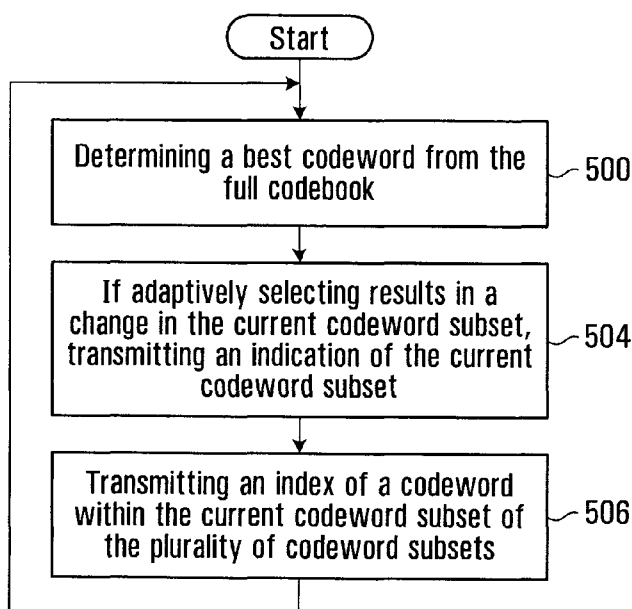 Start
Determining a best codeword from the
full codebook
500
If adaptively selecting results in a
change in the current codeword subset,
transmitting an indication of the current
codeword subset
504
Transmitting an index of a codeword
within the current codeword subset of
the plurality of codeword subsets
506